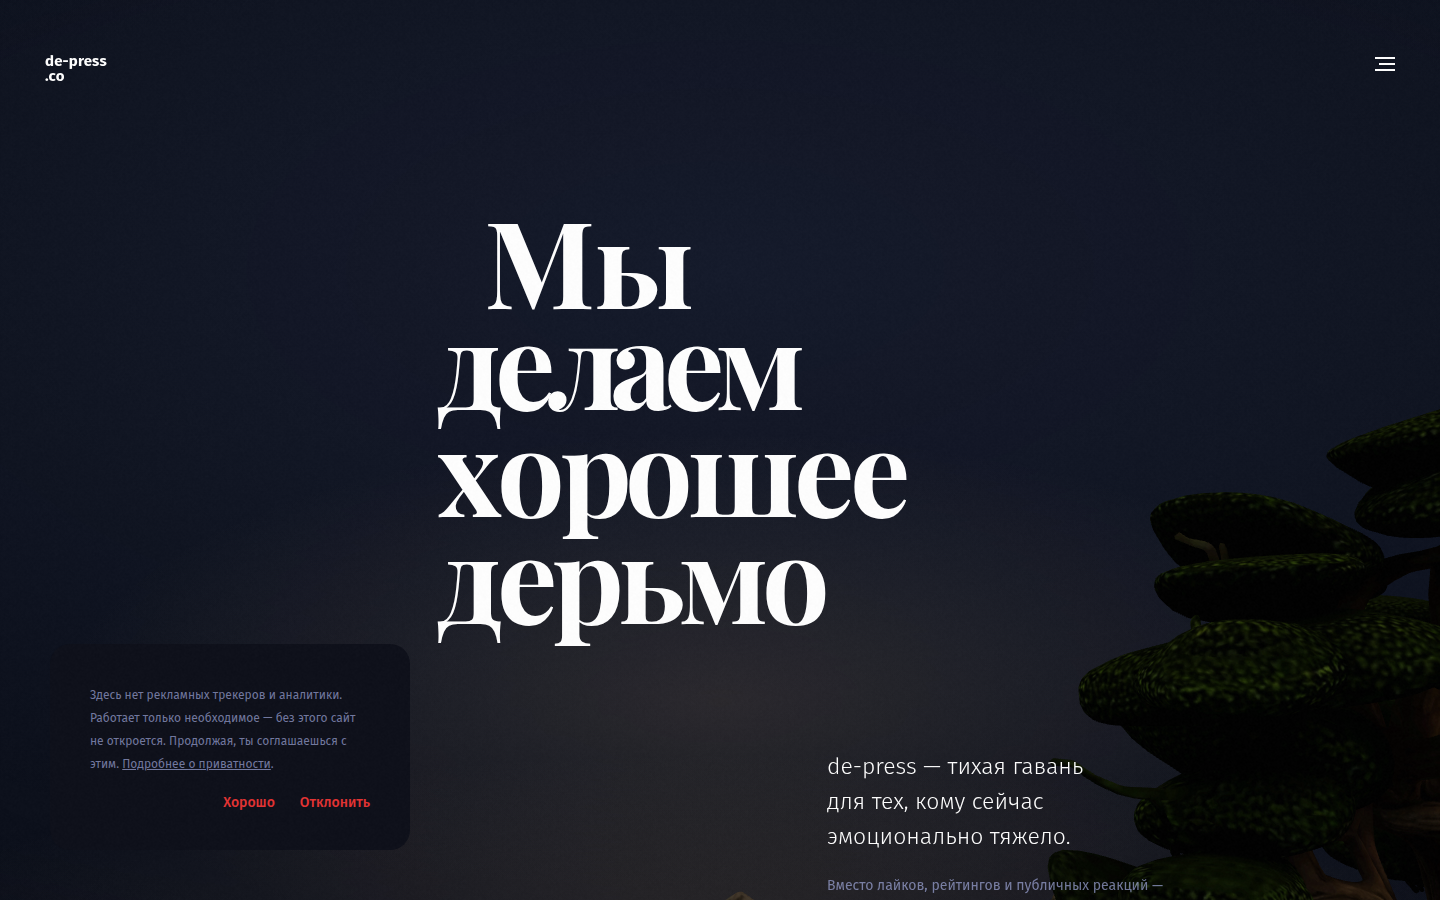 de-press
.co
Мы
делаем
хорошее
дерьмо
Здесь нет рекламных трекеров и аналитики.
Работает только необходимое — без этого сайт
не откроется. Продолжая, ты соглашаешься с
этим. Подробнее о приватности.
Хорошо Отклонить
de-press — тихая гавань
для тех, кому сейчас
эмоционально тяжело.
Вместо лайков, рейтингов и публичных реакций —